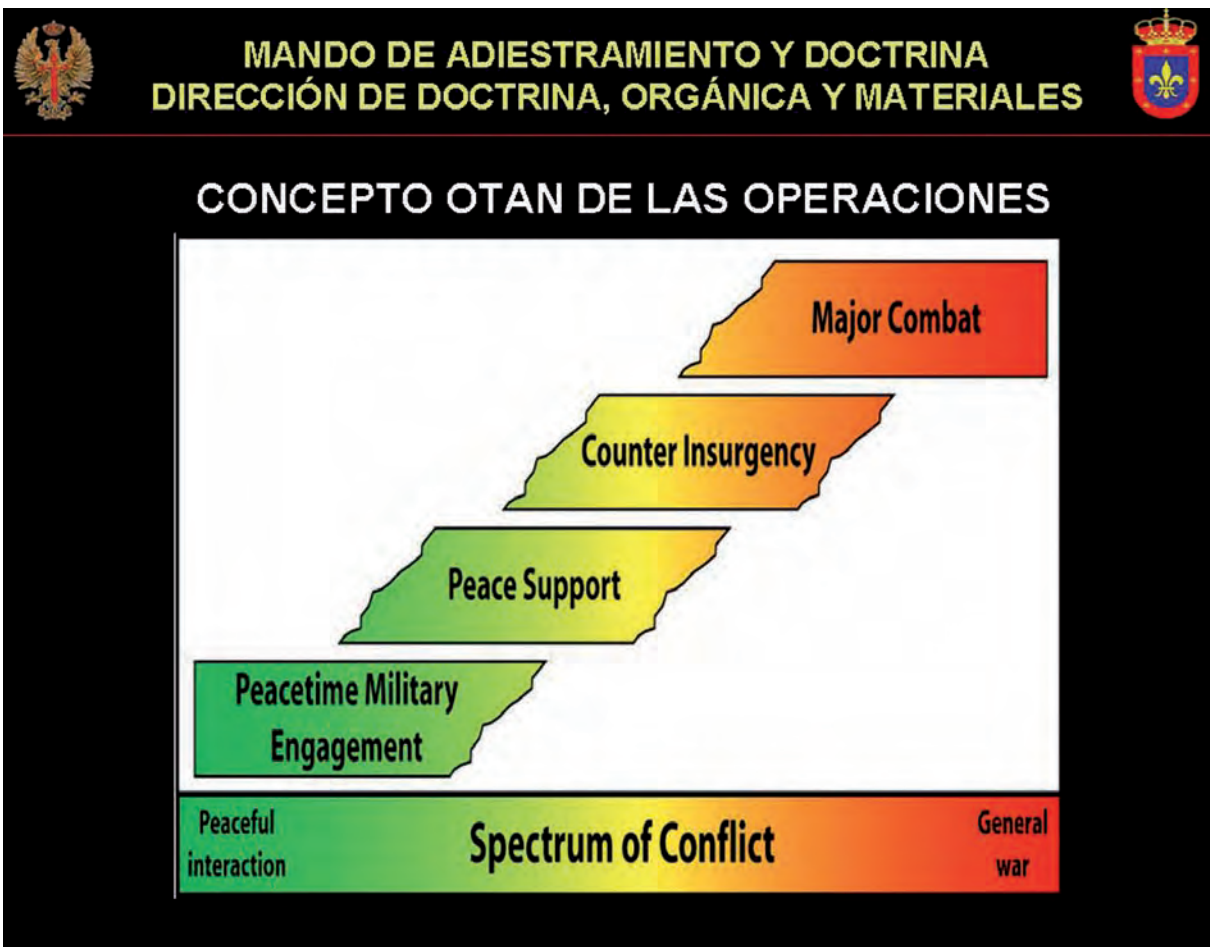 MANDO DE ADIESTRAMIENTO Y DOCTRINA
DIRECCIÓN DE DOCTRINA, ORGÁNICA Y MATERIALES
CONCEPTO OTAN DE LAS OPERACIONES
Major Combat
Counter Insurgency
Peace Support
Peacetime Military
Engagement
Peaceful
interaction
Spectrum of Conflict
General
war